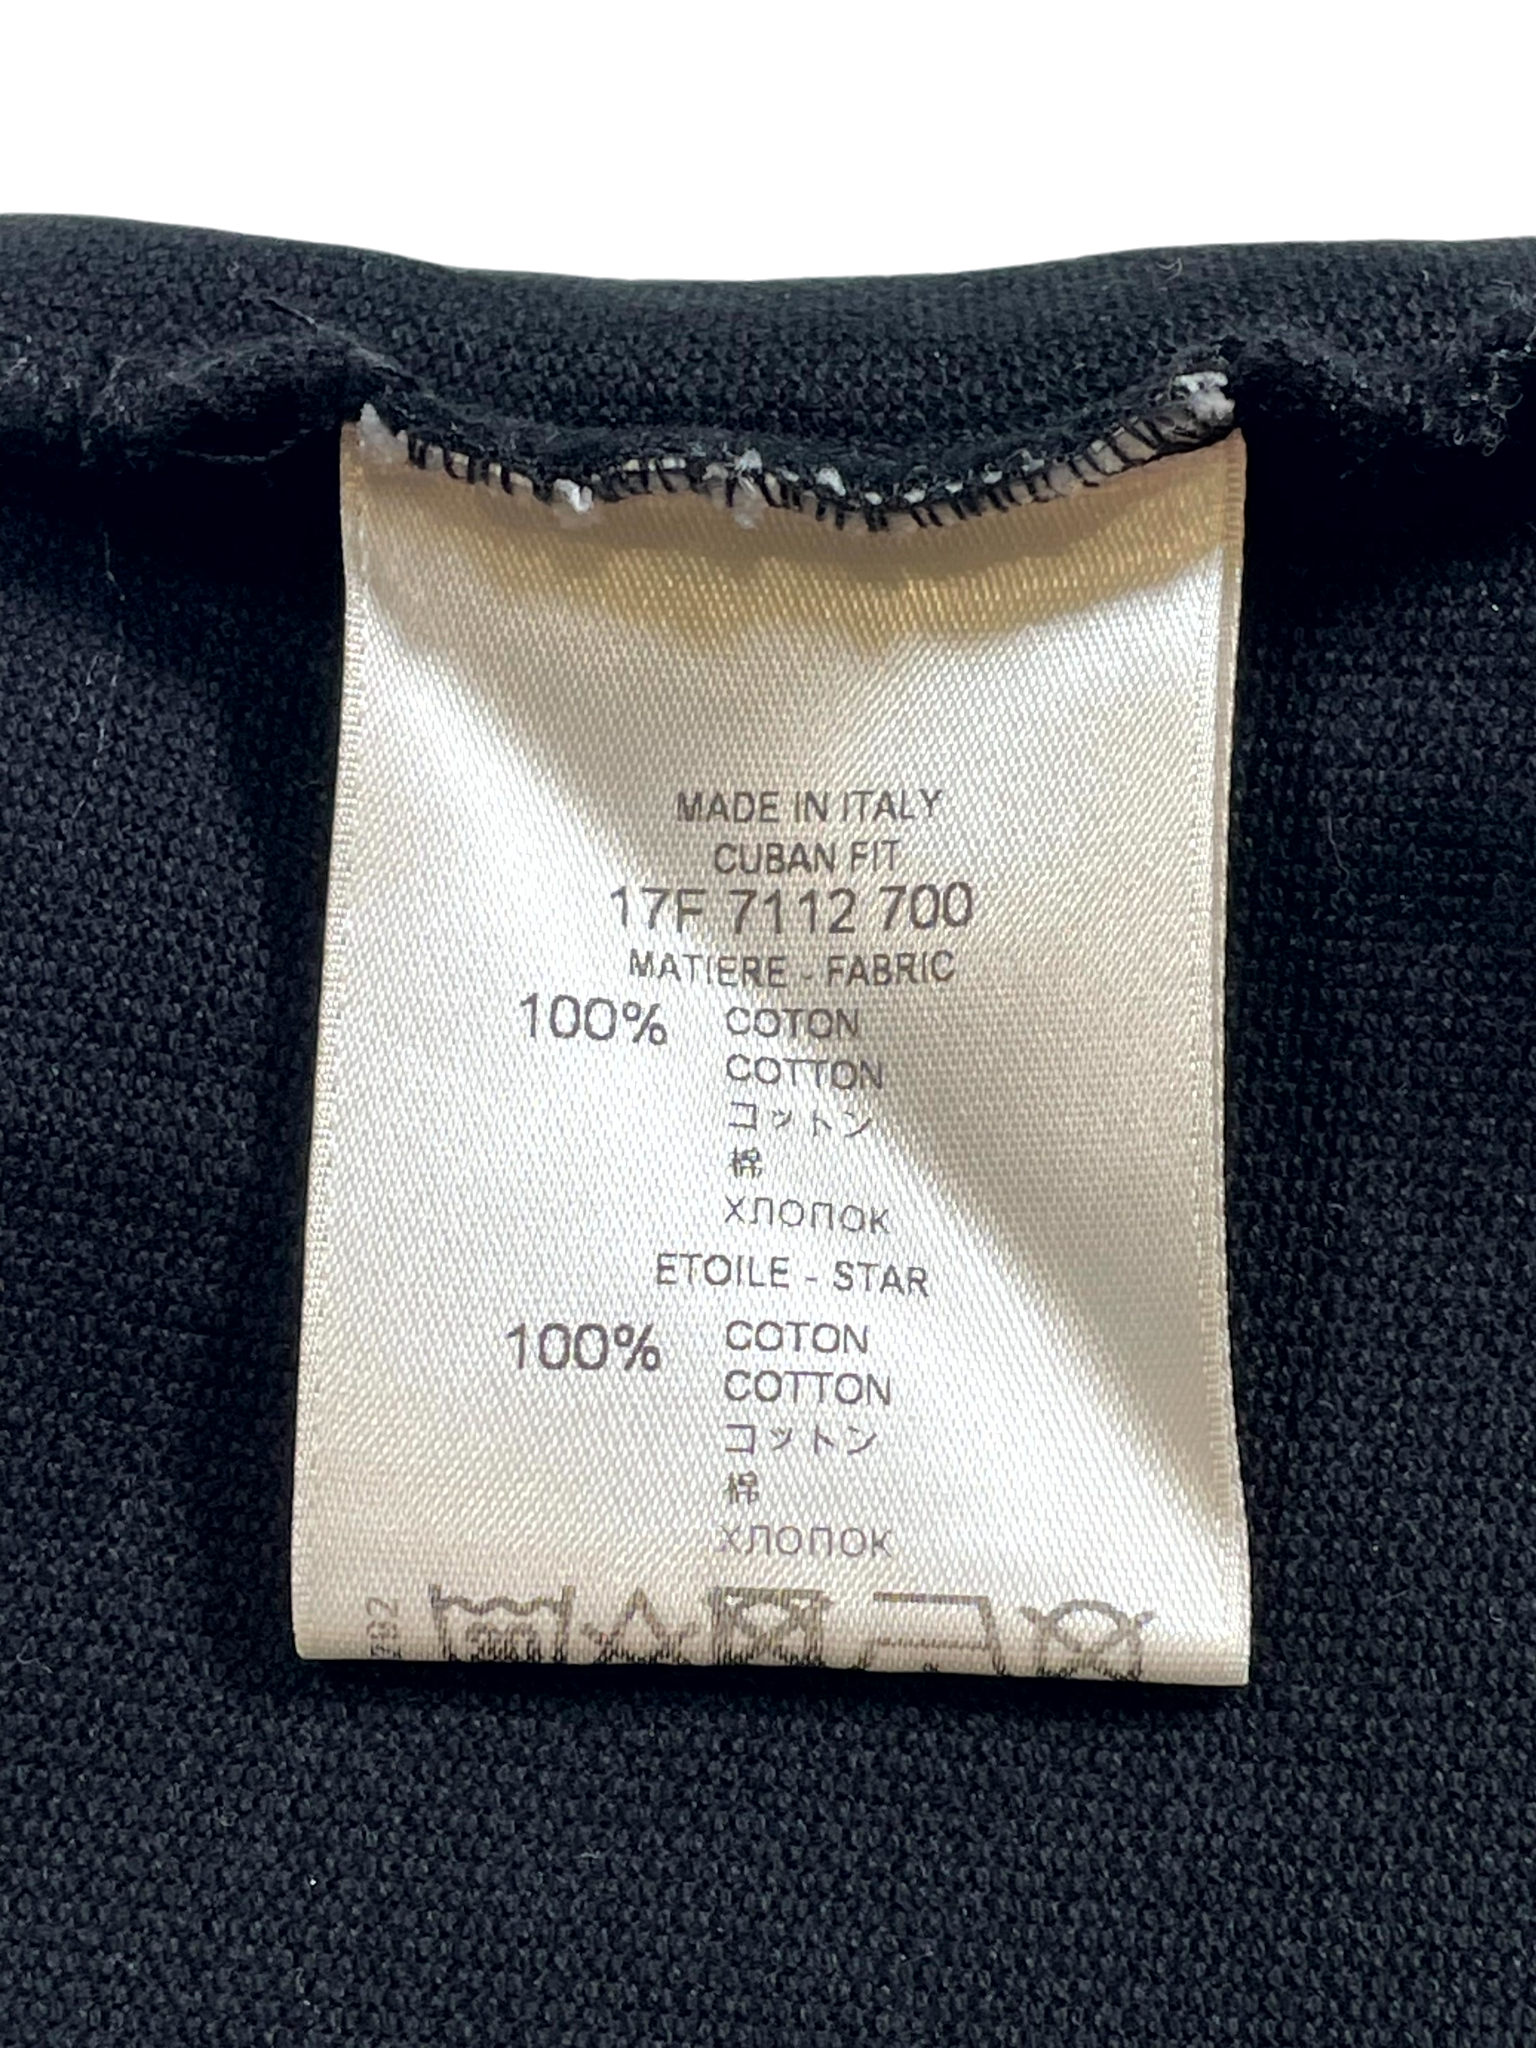 MADE IN ITALY
CUBAN FIT
17F 7112 700
MATIERE - FABRIC
100% COTON
COTTON
コットン
棉
ХЛОПОК
ETOILE - STAR
100% COTON
COTTON
コットン
棉
ХЛОПОК